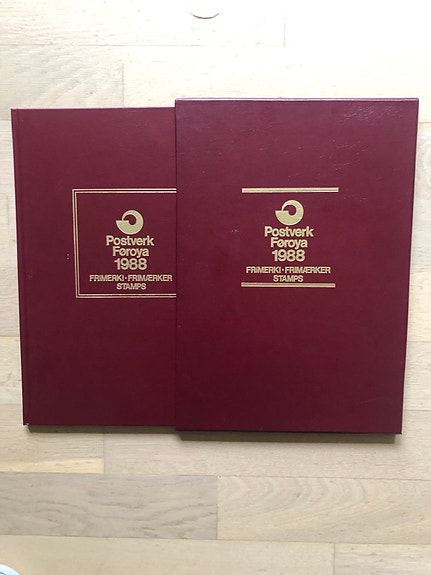 Postverk
Føroya
1988
FRIMERKI · FRIMÆRKER
STAMPS
Postverk
Føroya
1988
FRIMERKI · FRIMÆRKER
STAMPS